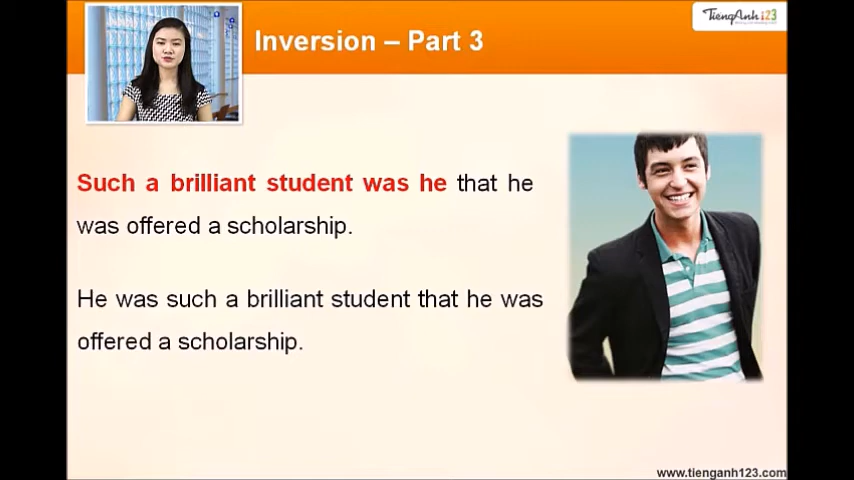 TiengAnh123
Inversion – Part 3
Such a brilliant student was he that he
was offered a scholarship.
He was such a brilliant student that he was
offered a scholarship.
www.tienganh123.com